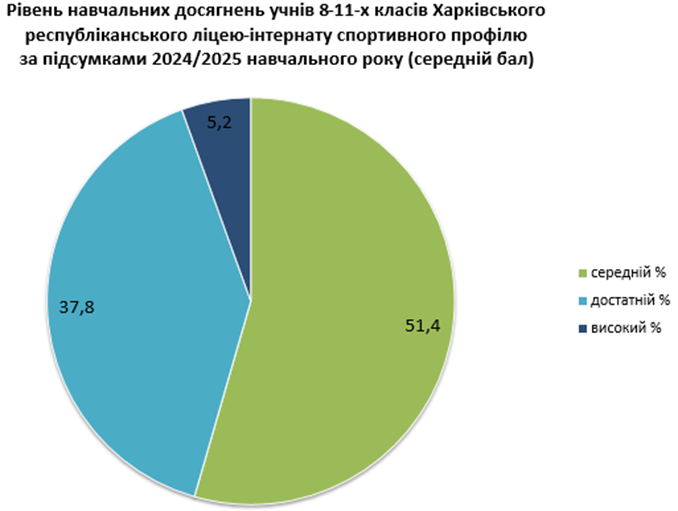 Рівень навчальних досягнень учнів 8-11-х класів Харківського
республіканського ліцею-інтернату спортивного профілю
за підсумками 2024/2025 навчального року (середній бал)
5,2
37,8
51,4
середній %
достатній %
високий %